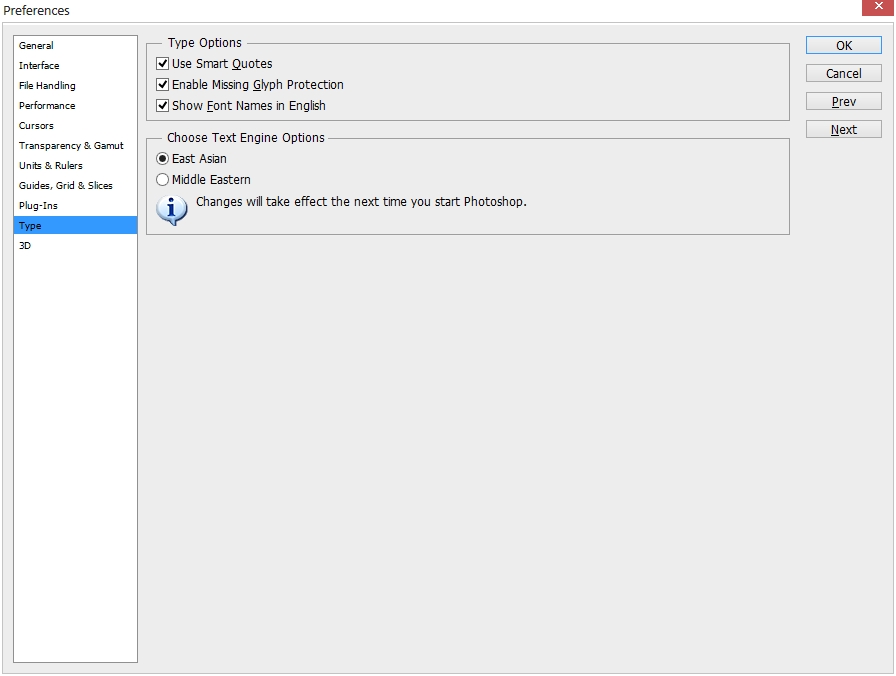 Preferences
General
Interface
File Handling
Performance
Cursors
Transparency & Gamut
Units & Rulers
Guides, Grid & Slices
Plug-Ins
Type
3D
Type Options
Use Smart Quotes
Enable Missing Glyph Protection
Show Font Names in English
Choose Text Engine Options
East Asian
Middle Eastern
Changes will take effect the next time you start Photoshop.
OK
Cancel
Prev
Next